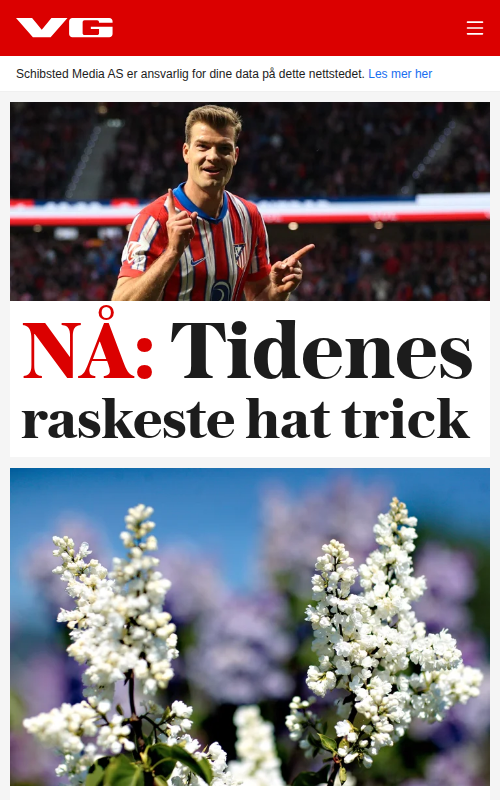 VG
Schibsted Media AS er ansvarlig for dine data på dette nettstedet. Les mer her
NÅ: Tidenes
raskeste hat trick